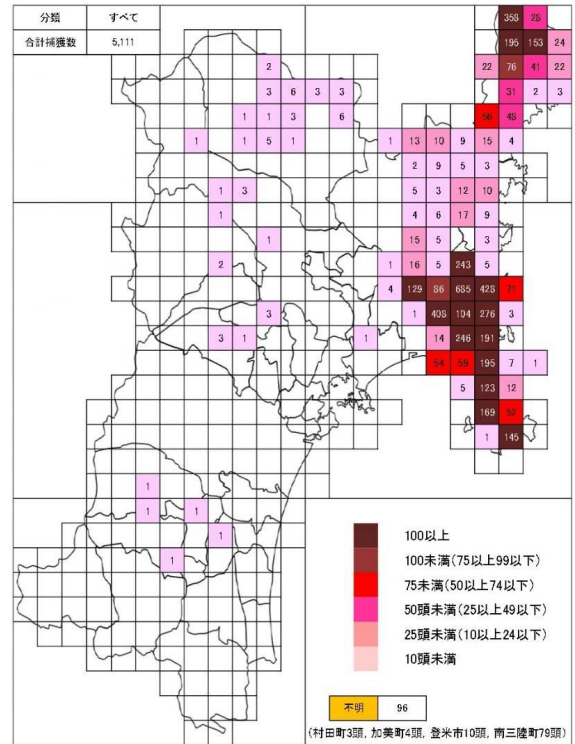 分類 すべて
合計捕獲数 5,111
358 28
195 153 24
2 22 76 41 22
3 6 3 3 31 2 3
1 1 3 6 56 48
1 1 5 1 1 13 10 9 15 4
2 9 5 3
1 3 5 3 12 10
1 4 6 17 9
1 15 5 3
2 1 16 5 243 5
4 129 86 685 428 71
3 1 408 104 276 3
3 1 1 14 246 191
54 59 195 7 1
5 123 12
169 52
1 145
1
1 1
1
1
100以上
100未満(75以上99以下)
75未満(50以上74以下)
50頭未満(25以上49以下)
25頭未満(10以上24以下)
10頭未満
不明 96
(村田町3頭, 加美町4頭, 登米市10頭, 南三陸町79頭)